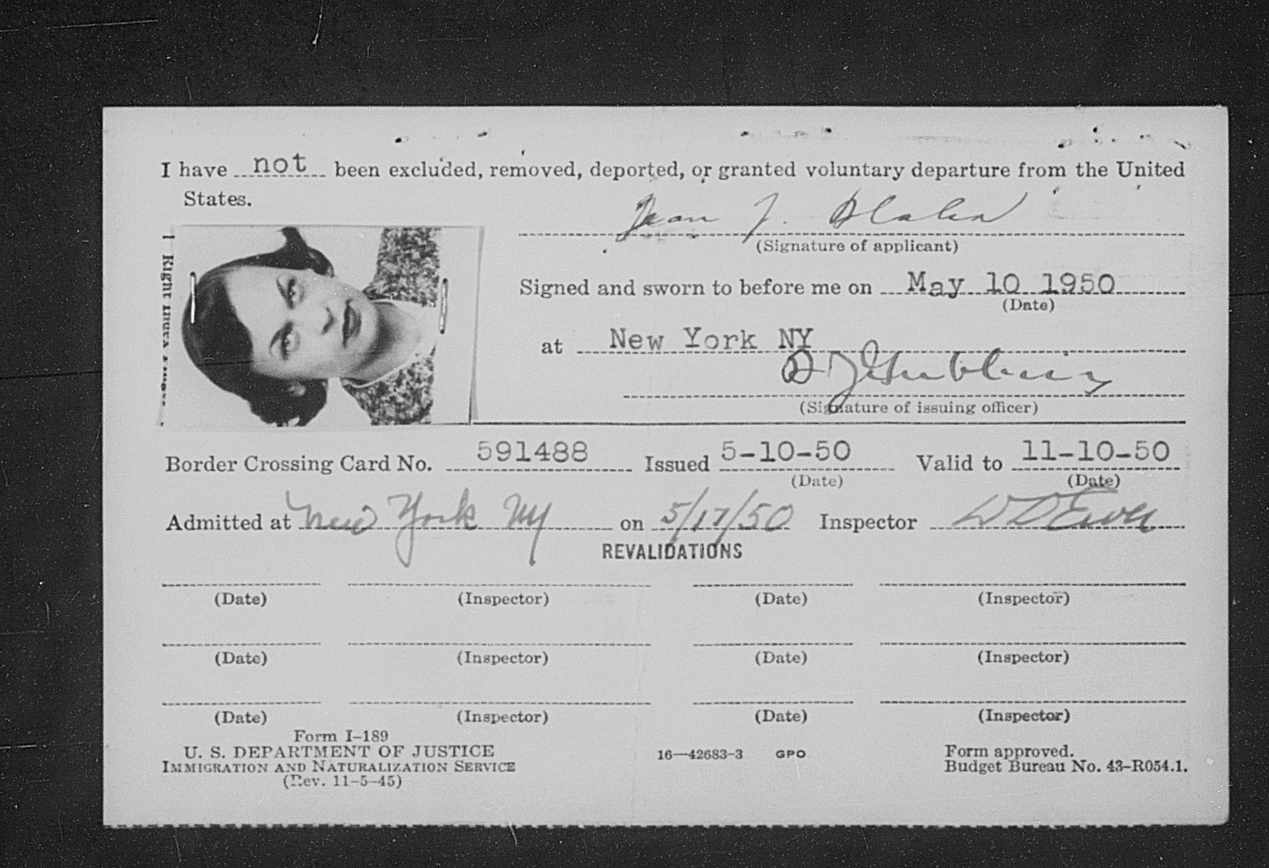 I have not been excluded, removed, deported, or granted voluntary departure from the United
States.
Jean J.
(Signature of applicant)
I Right
Signed and sworn to before me on May 10 1950
(Date)
at New York NY
(Signature of issuing officer)
Border Crossing Card No. 591488 Issued 5-10-50 Valid to 11-10-50
(Date) (Date)
Admitted at New York NY on 5/17/50 Inspector
REVALIDATIONS
(Date) (Inspector) (Date) (Inspector)
(Date) (Inspector) (Date) (Inspector)
(Date) (Inspector) (Date) (Inspector)
Form I-189
U. S. DEPARTMENT OF JUSTICE 16—42683-3 GPO Form approved.
IMMIGRATION AND NATURALIZATION SERVICE Budget Bureau No. 43-R054.1.
(Rev. 11-5-45)